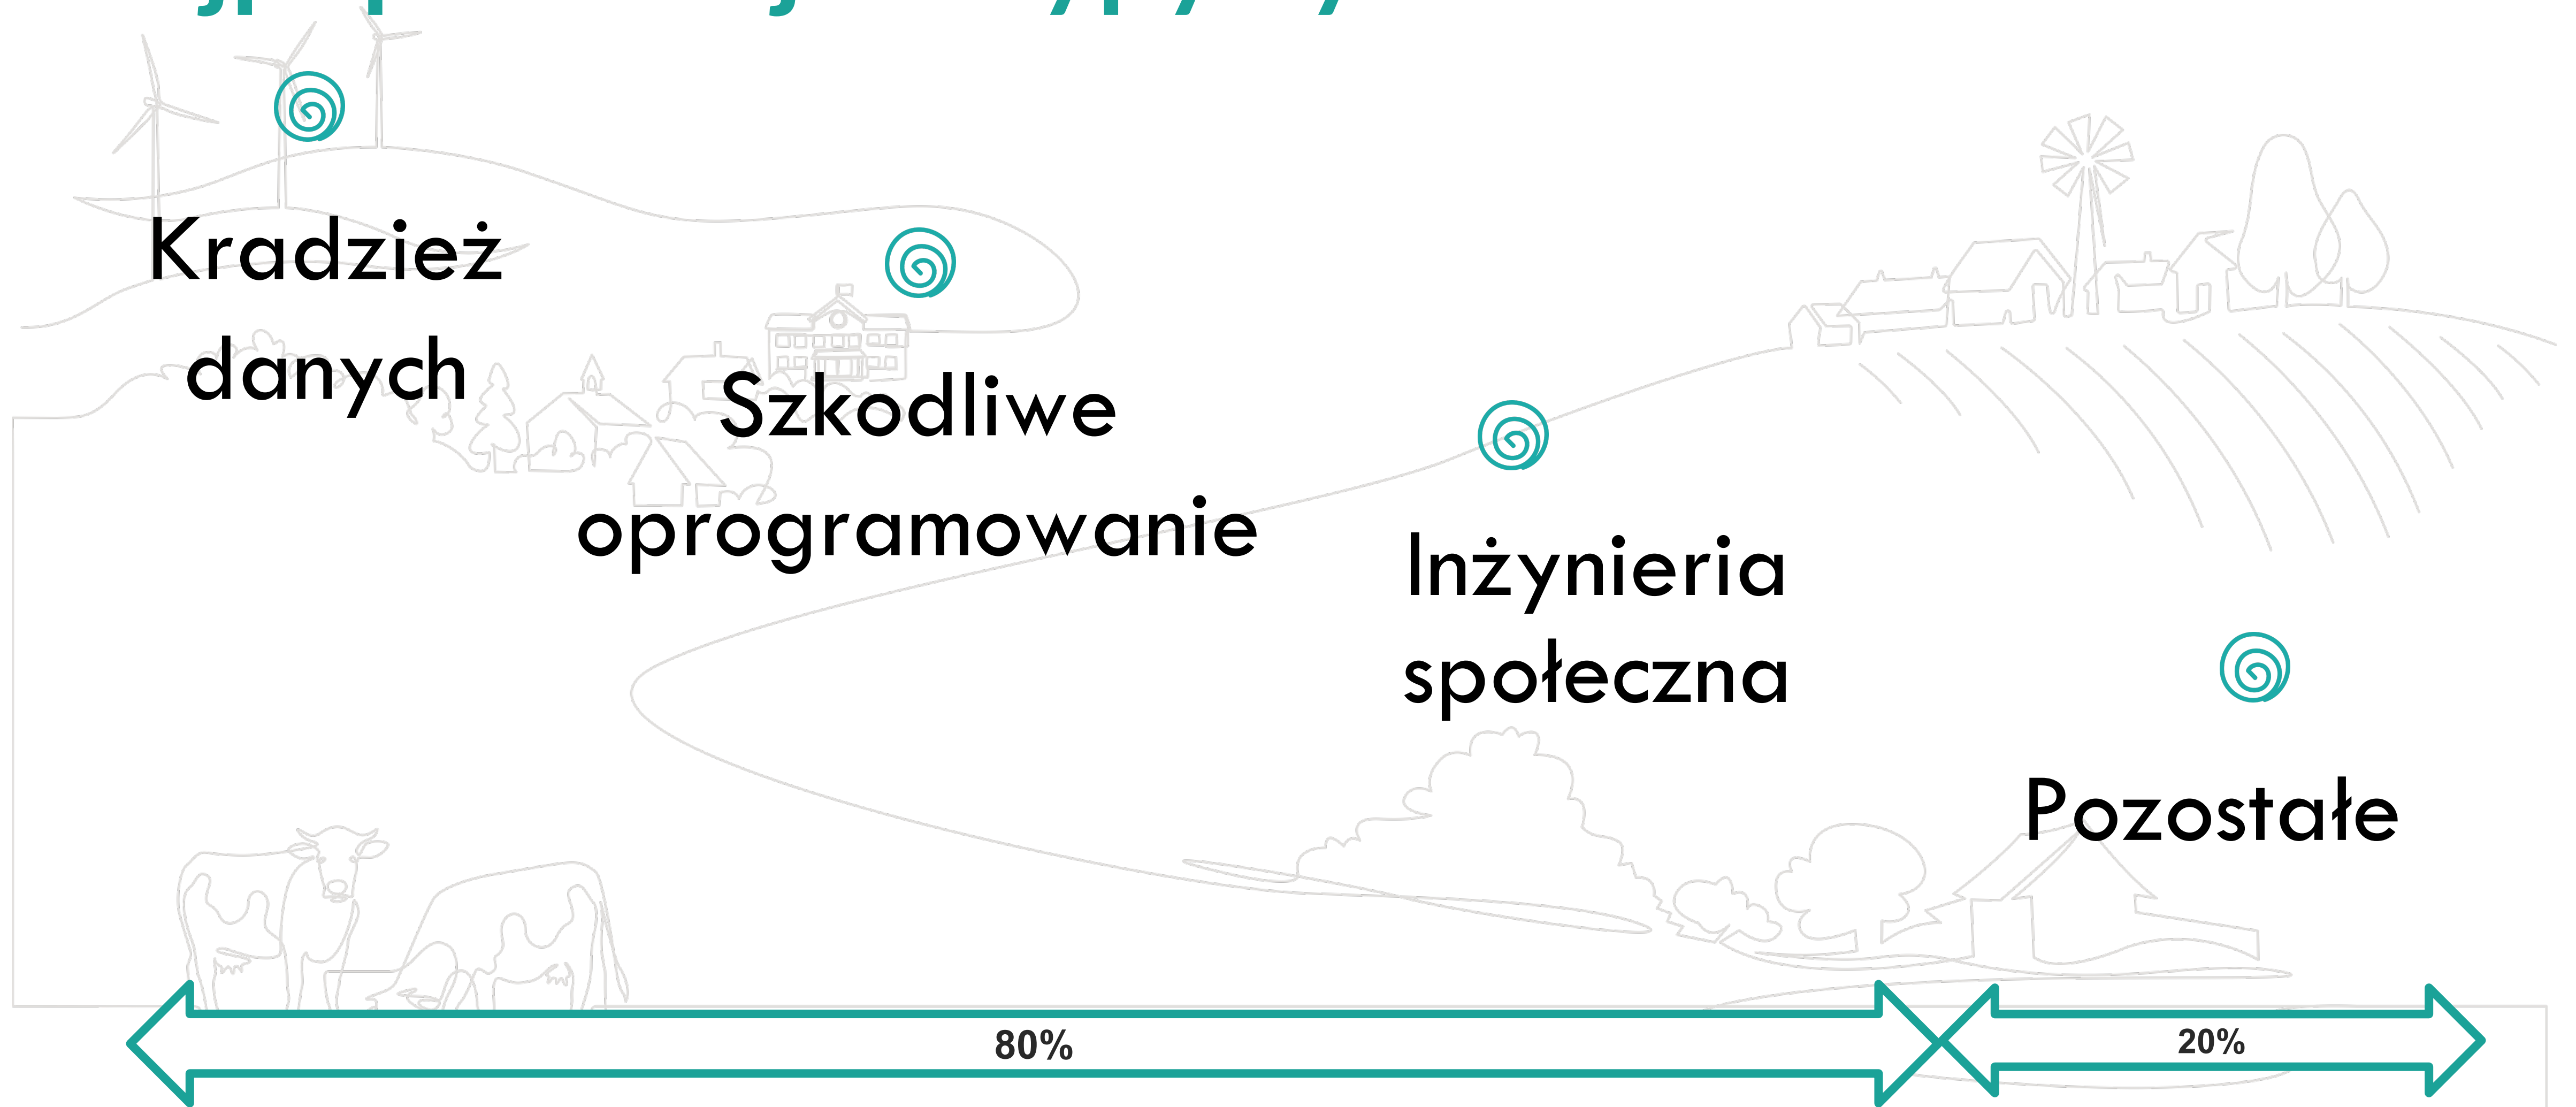 Kradzież
danych
Szkodliwe
oprogramowanie
Inżynieria
społeczna
Pozostałe
80%
20%